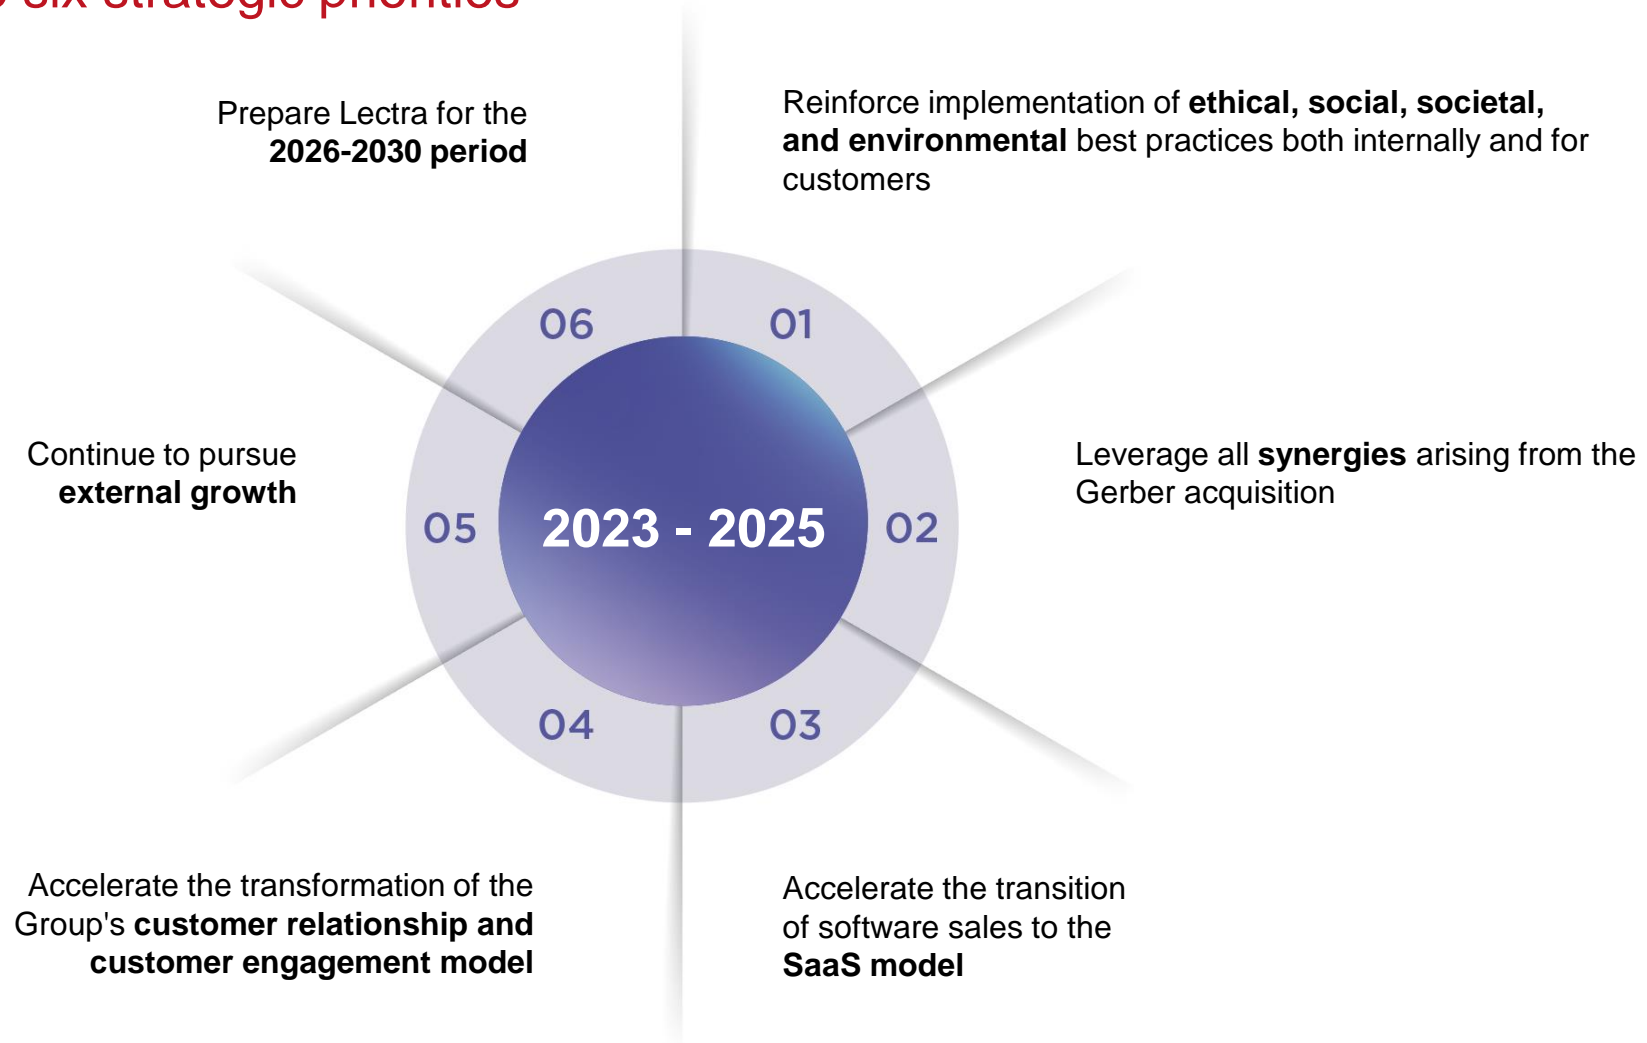 six strategic priorities
Prepare Lectra for the
2026-2030 period
Reinforce implementation of ethical, social, societal,
and environmental best practices both internally and for
customers
06
01
Continue to pursue
external growth
Leverage all synergies arising from the
Gerber acquisition
05
2023 - 2025
02
04
03
Accelerate the transformation of the
Group's customer relationship and
customer engagement model
Accelerate the transition
of software sales to the
SaaS model